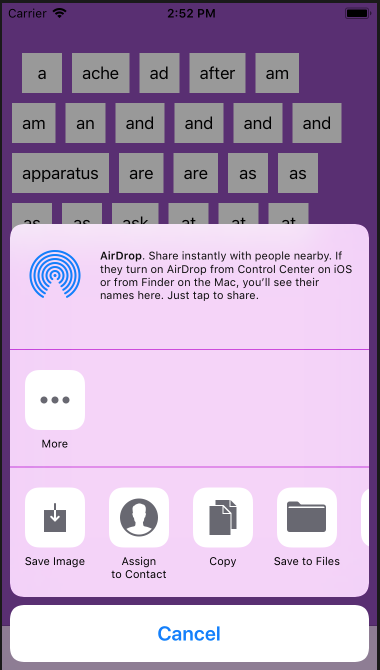 Carrier 2:52 PM
a ache ad after am
am an and and and and
apparatus are are as as
as as ask at at at
AirDrop. Share instantly with people nearby. If
they turn on AirDrop from Control Center on iOS
or from Finder on the Mac, you'll see their
names here. Just tap to share.
More
Save Image Assign Copy Save to Files
to Contact
Cancel